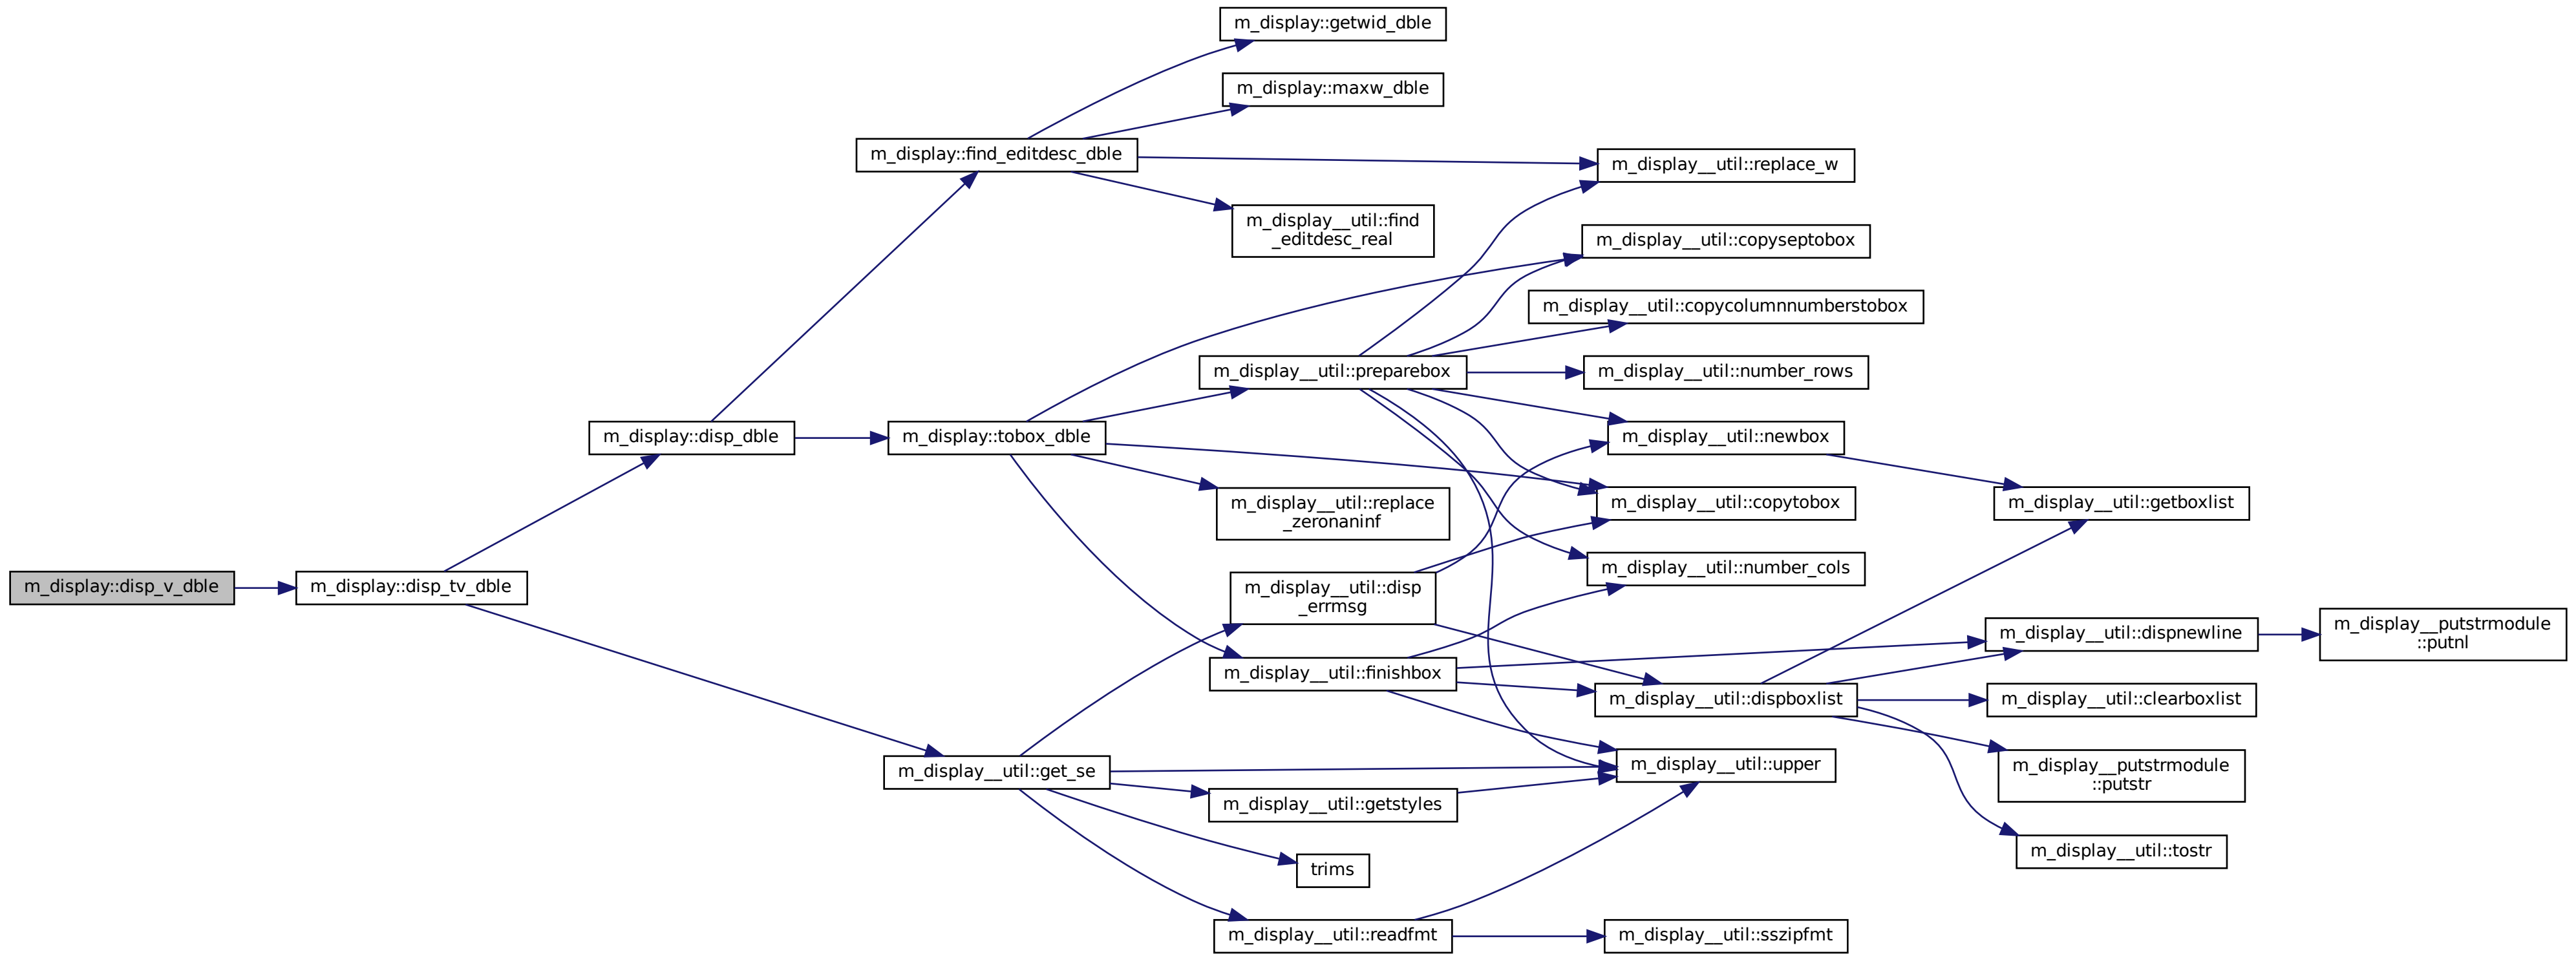 m_display::getwid_dble
m_display::maxw_dble
m_display::find_editdesc_dble
m_display__util::replace_w
m_display__util::find
_editdesc_real
m_display__util::copyseptobox
m_display__util::copycolumnnumberstobox
m_display__util::preparebox
m_display__util::number_rows
m_display::disp_dble
m_display::tobox_dble
m_display__util::newbox
m_display__util::replace
_zeronaninf
m_display__util::copytobox
m_display__util::getboxlist
m_display::disp_v_dble
m_display::disp_tv_dble
m_display__util::disp
_errmsg
m_display__util::number_cols
m_display__util::dispnewline
m_display__putstrmodule
::putnl
m_display__util::finishbox
m_display__util::dispboxlist
m_display__util::clearboxlist
m_display__util::get_se
m_display__util::upper
m_display__putstrmodule
::putstr
m_display__util::getstyles
m_display__util::tostr
trims
m_display__util::readfmt
m_display__util::sszipfmt